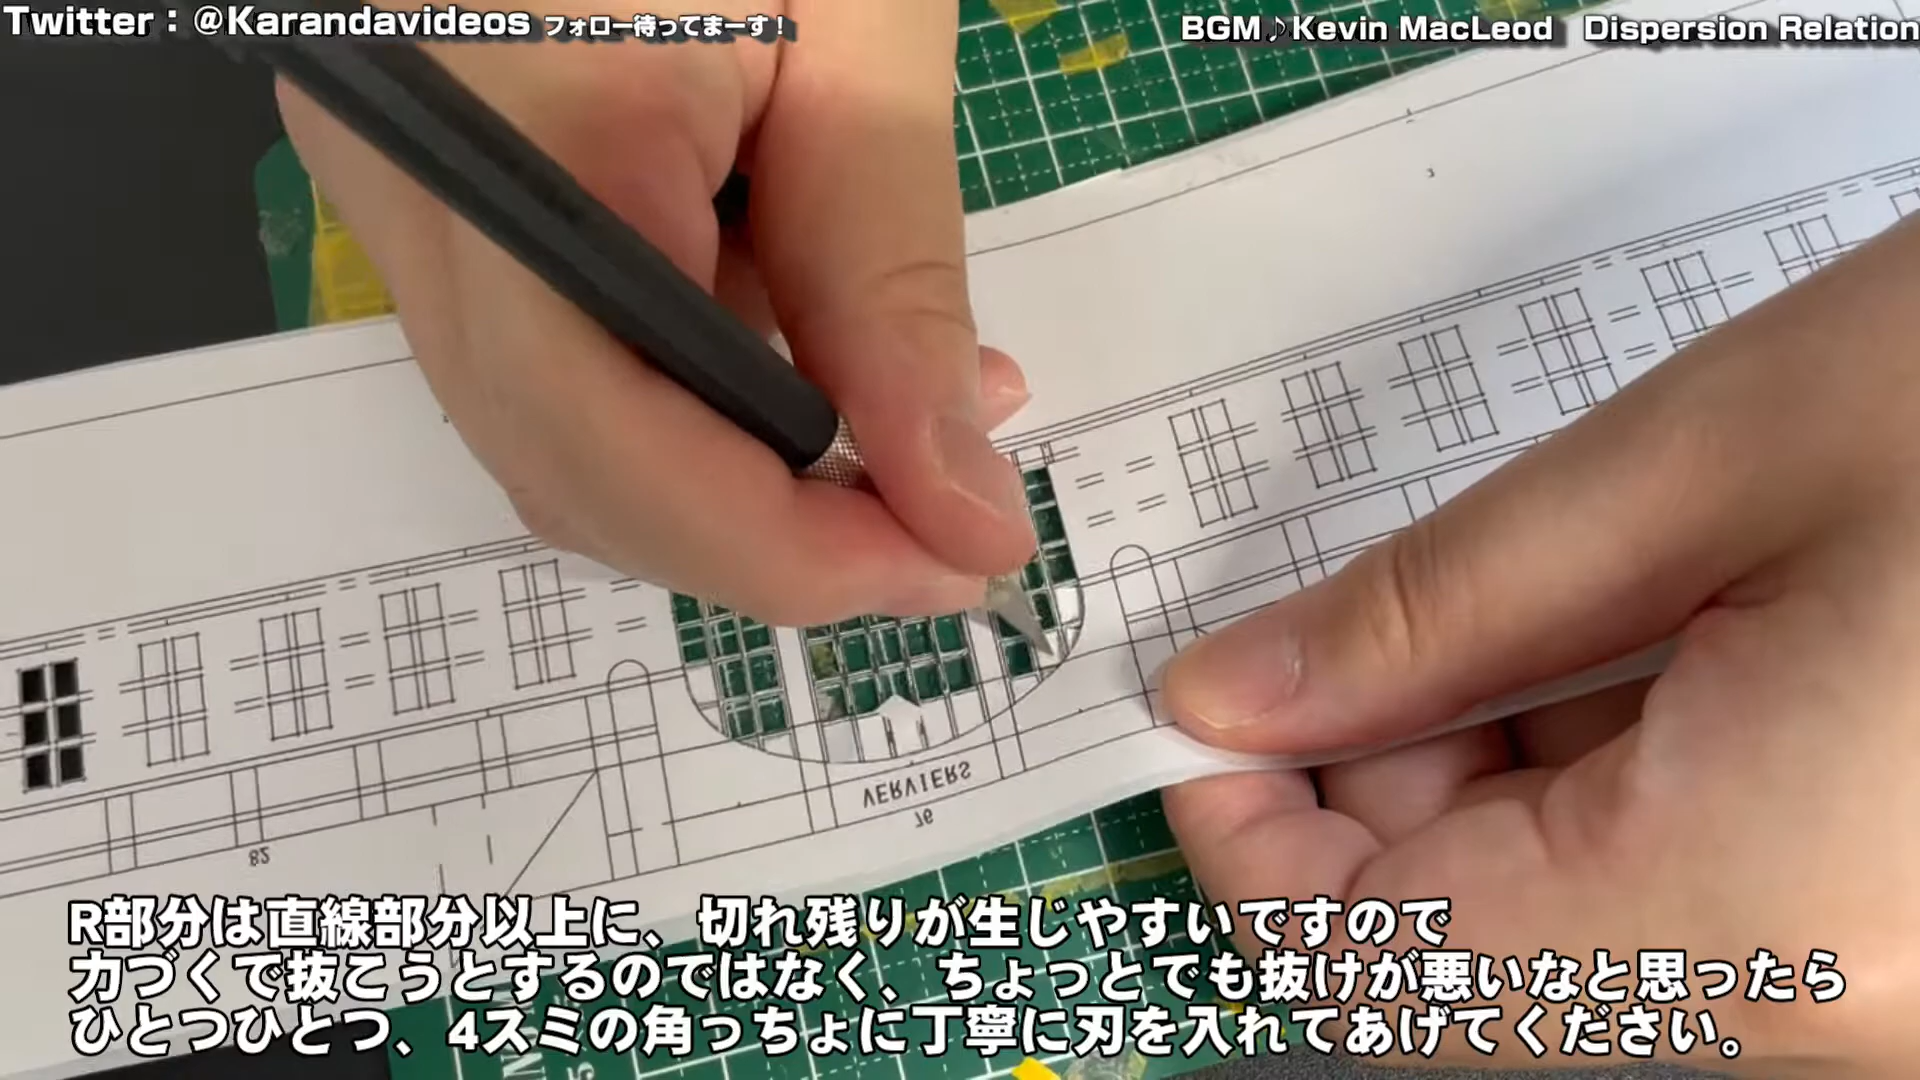 Twitter：@Karandavideos フォロー待ってまーす！
BGM♪Kevin MacLeod Dispersion Relation
3
VERVIERS
76
82
R部分は直線部分以上に、切れ残りが生じやすいですので
力づくで抜こうとするのではなく、ちょっとでも抜けが悪いなと思ったら
ひとつひとつ、4スミの角っちょに丁寧に刃を入れてあげてください。